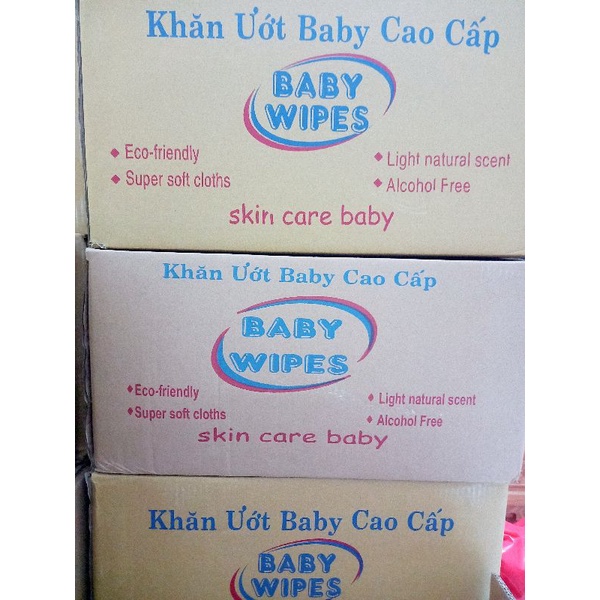 Khăn Ướt Baby Cao Cấp
BABY
WIPES
◆ Eco-friendly
◆ Light natural scent
◆ Super soft cloths
◆ Alcohol Free
skin care baby
Khăn Ướt Baby Cao Cấp
BABY
WIPES
◆Eco-friendly
◆ Light natural scent
◆Super soft cloths
◆ Alcohol Free
skin care baby
Khăn Ướt Baby Cao Cấp
BABY
WIPES